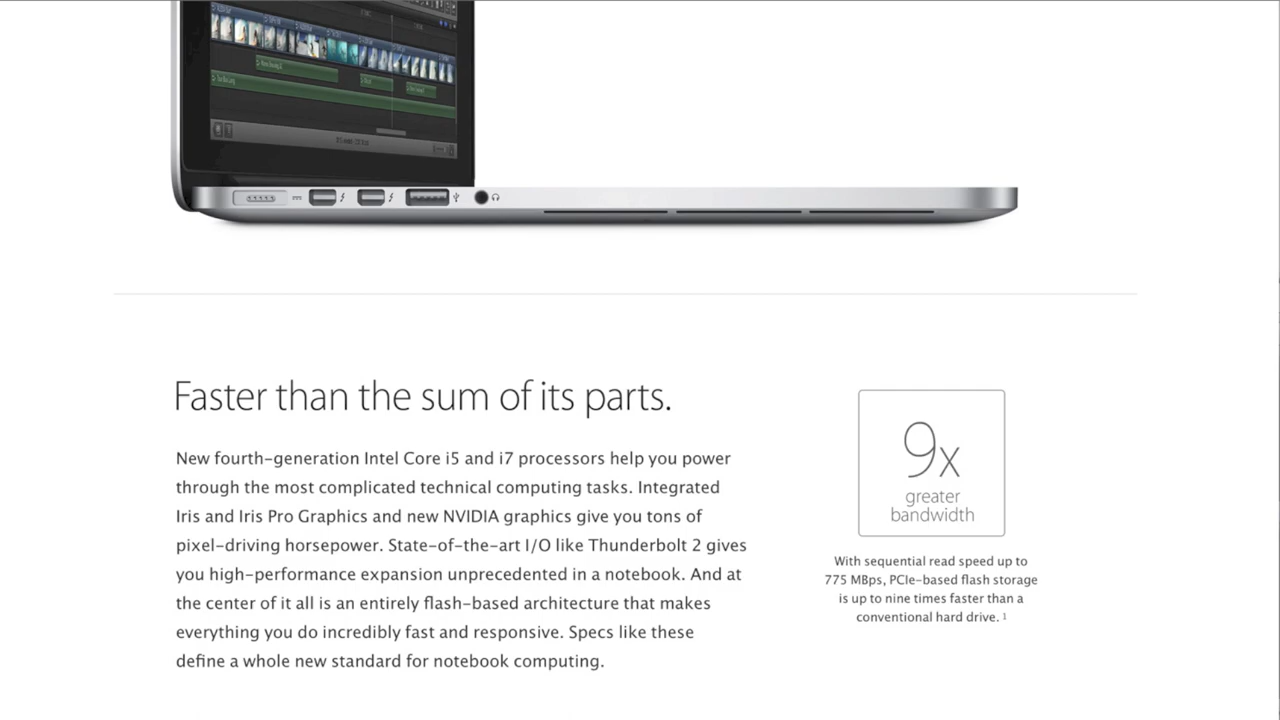 Faster than the sum of its parts.
New fourth-generation Intel Core i5 and i7 processors help you power
through the most complicated technical computing tasks. Integrated
Iris and Iris Pro Graphics and new NVIDIA graphics give you tons of
pixel-driving horsepower. State-of-the-art I/O like Thunderbolt 2 gives
you high-performance expansion unprecedented in a notebook. And at
the center of it all is an entirely flash-based architecture that makes
everything you do incredibly fast and responsive. Specs like these
define a whole new standard for notebook computing.
9x
greater
bandwidth
With sequential read speed up to
775 MBps, PCIe-based flash storage
is up to nine times faster than a
conventional hard drive. 1